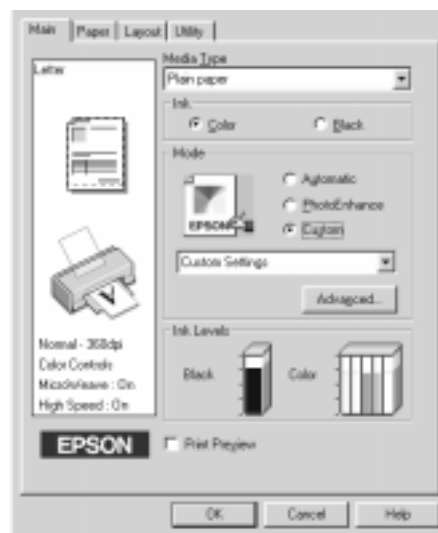 Main Paper Layout Utility
Letter
Media Type
Plain paper
Ink
Color Black
Mode
Automatic
PhotoEnhance
Custom
EPSON
Custom Settings
Advanced...
Normal - 360dpi
Color Controls
MicroWeave : On
High Speed : On
Ink Levels
Black Color
EPSON
Print Preview
OK Cancel Help